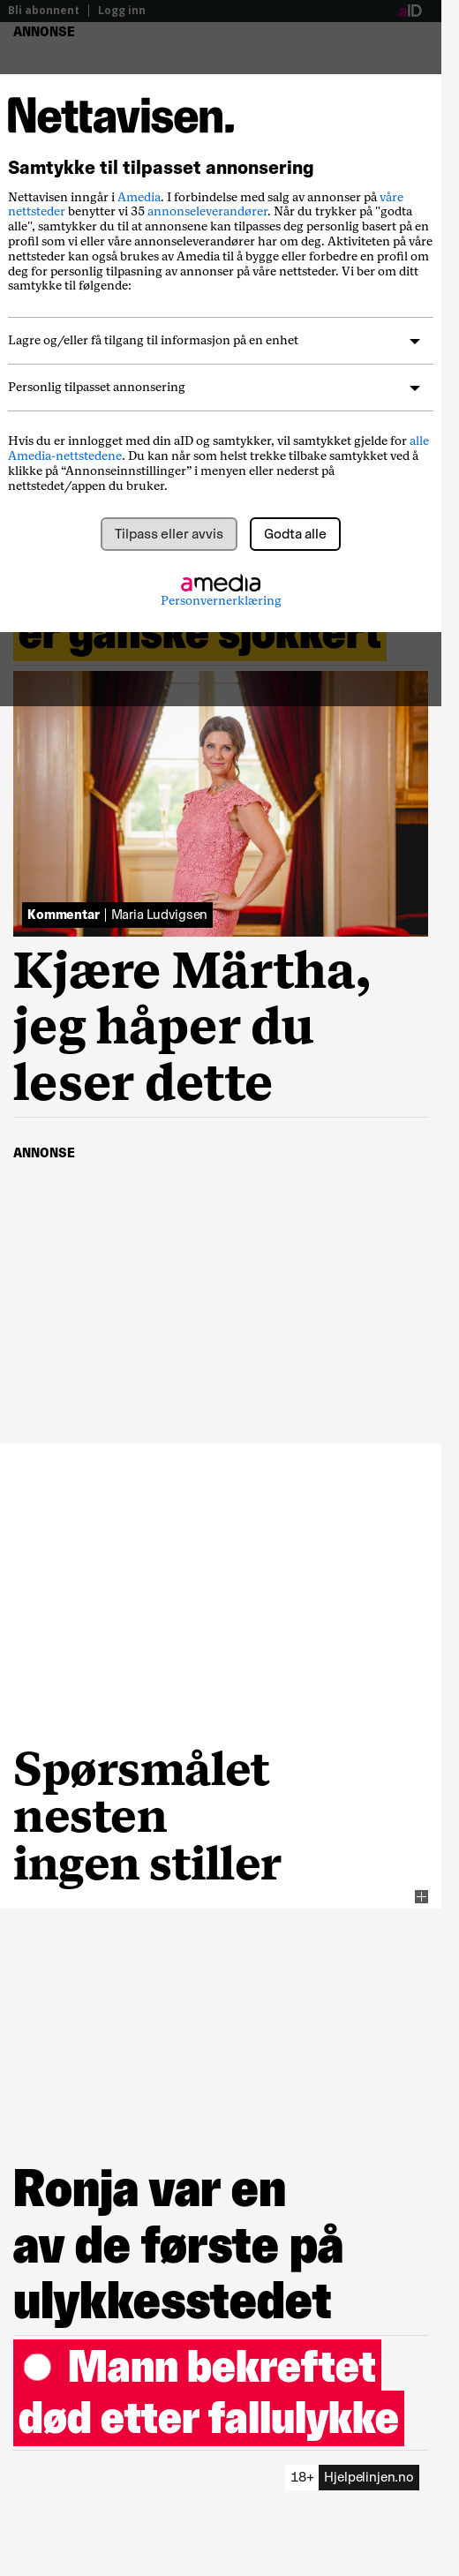 Bli abonnent | Logg inn
aID
ANNONSE
Nettavisen.
Samtykke til tilpasset annonsering
Nettavisen inngår i Amedia. I forbindelse med salg av annonser på våre
nettsteder benytter vi 35 annonseleverandører. Når du trykker på "godta
alle", samtykker du til at annonsene kan tilpasses deg personlig basert på en
profil som vi eller våre annonseleverandører har om deg. Aktiviteten på våre
nettsteder kan også brukes av Amedia til å bygge eller forbedre en profil om
deg for personlig tilpasning av annonser på våre nettsteder. Vi ber om ditt
samtykke til følgende:
Lagre og/eller få tilgang til informasjon på en enhet
Personlig tilpasset annonsering
Hvis du er innlogget med din aID og samtykker, vil samtykket gjelde for alle
Amedia-nettstedene. Du kan når som helst trekke tilbake samtykket ved å
klikke på “Annonseinnstillinger” i menyen eller nederst på
nettstedet/appen du bruker.
Tilpass eller avvis
Godta alle
amedia
Personvernerklæring
er ganske sjokkert
Kommentar | Maria Ludvigsen
Kjære Märtha,
jeg håper du
leser dette
ANNONSE
Spørsmålet
nesten
ingen stiller
Ronja var en
av de første på
ulykkesstedet
Mann bekreftet
død etter fallulykke
18+ Hjelpelinjen.no